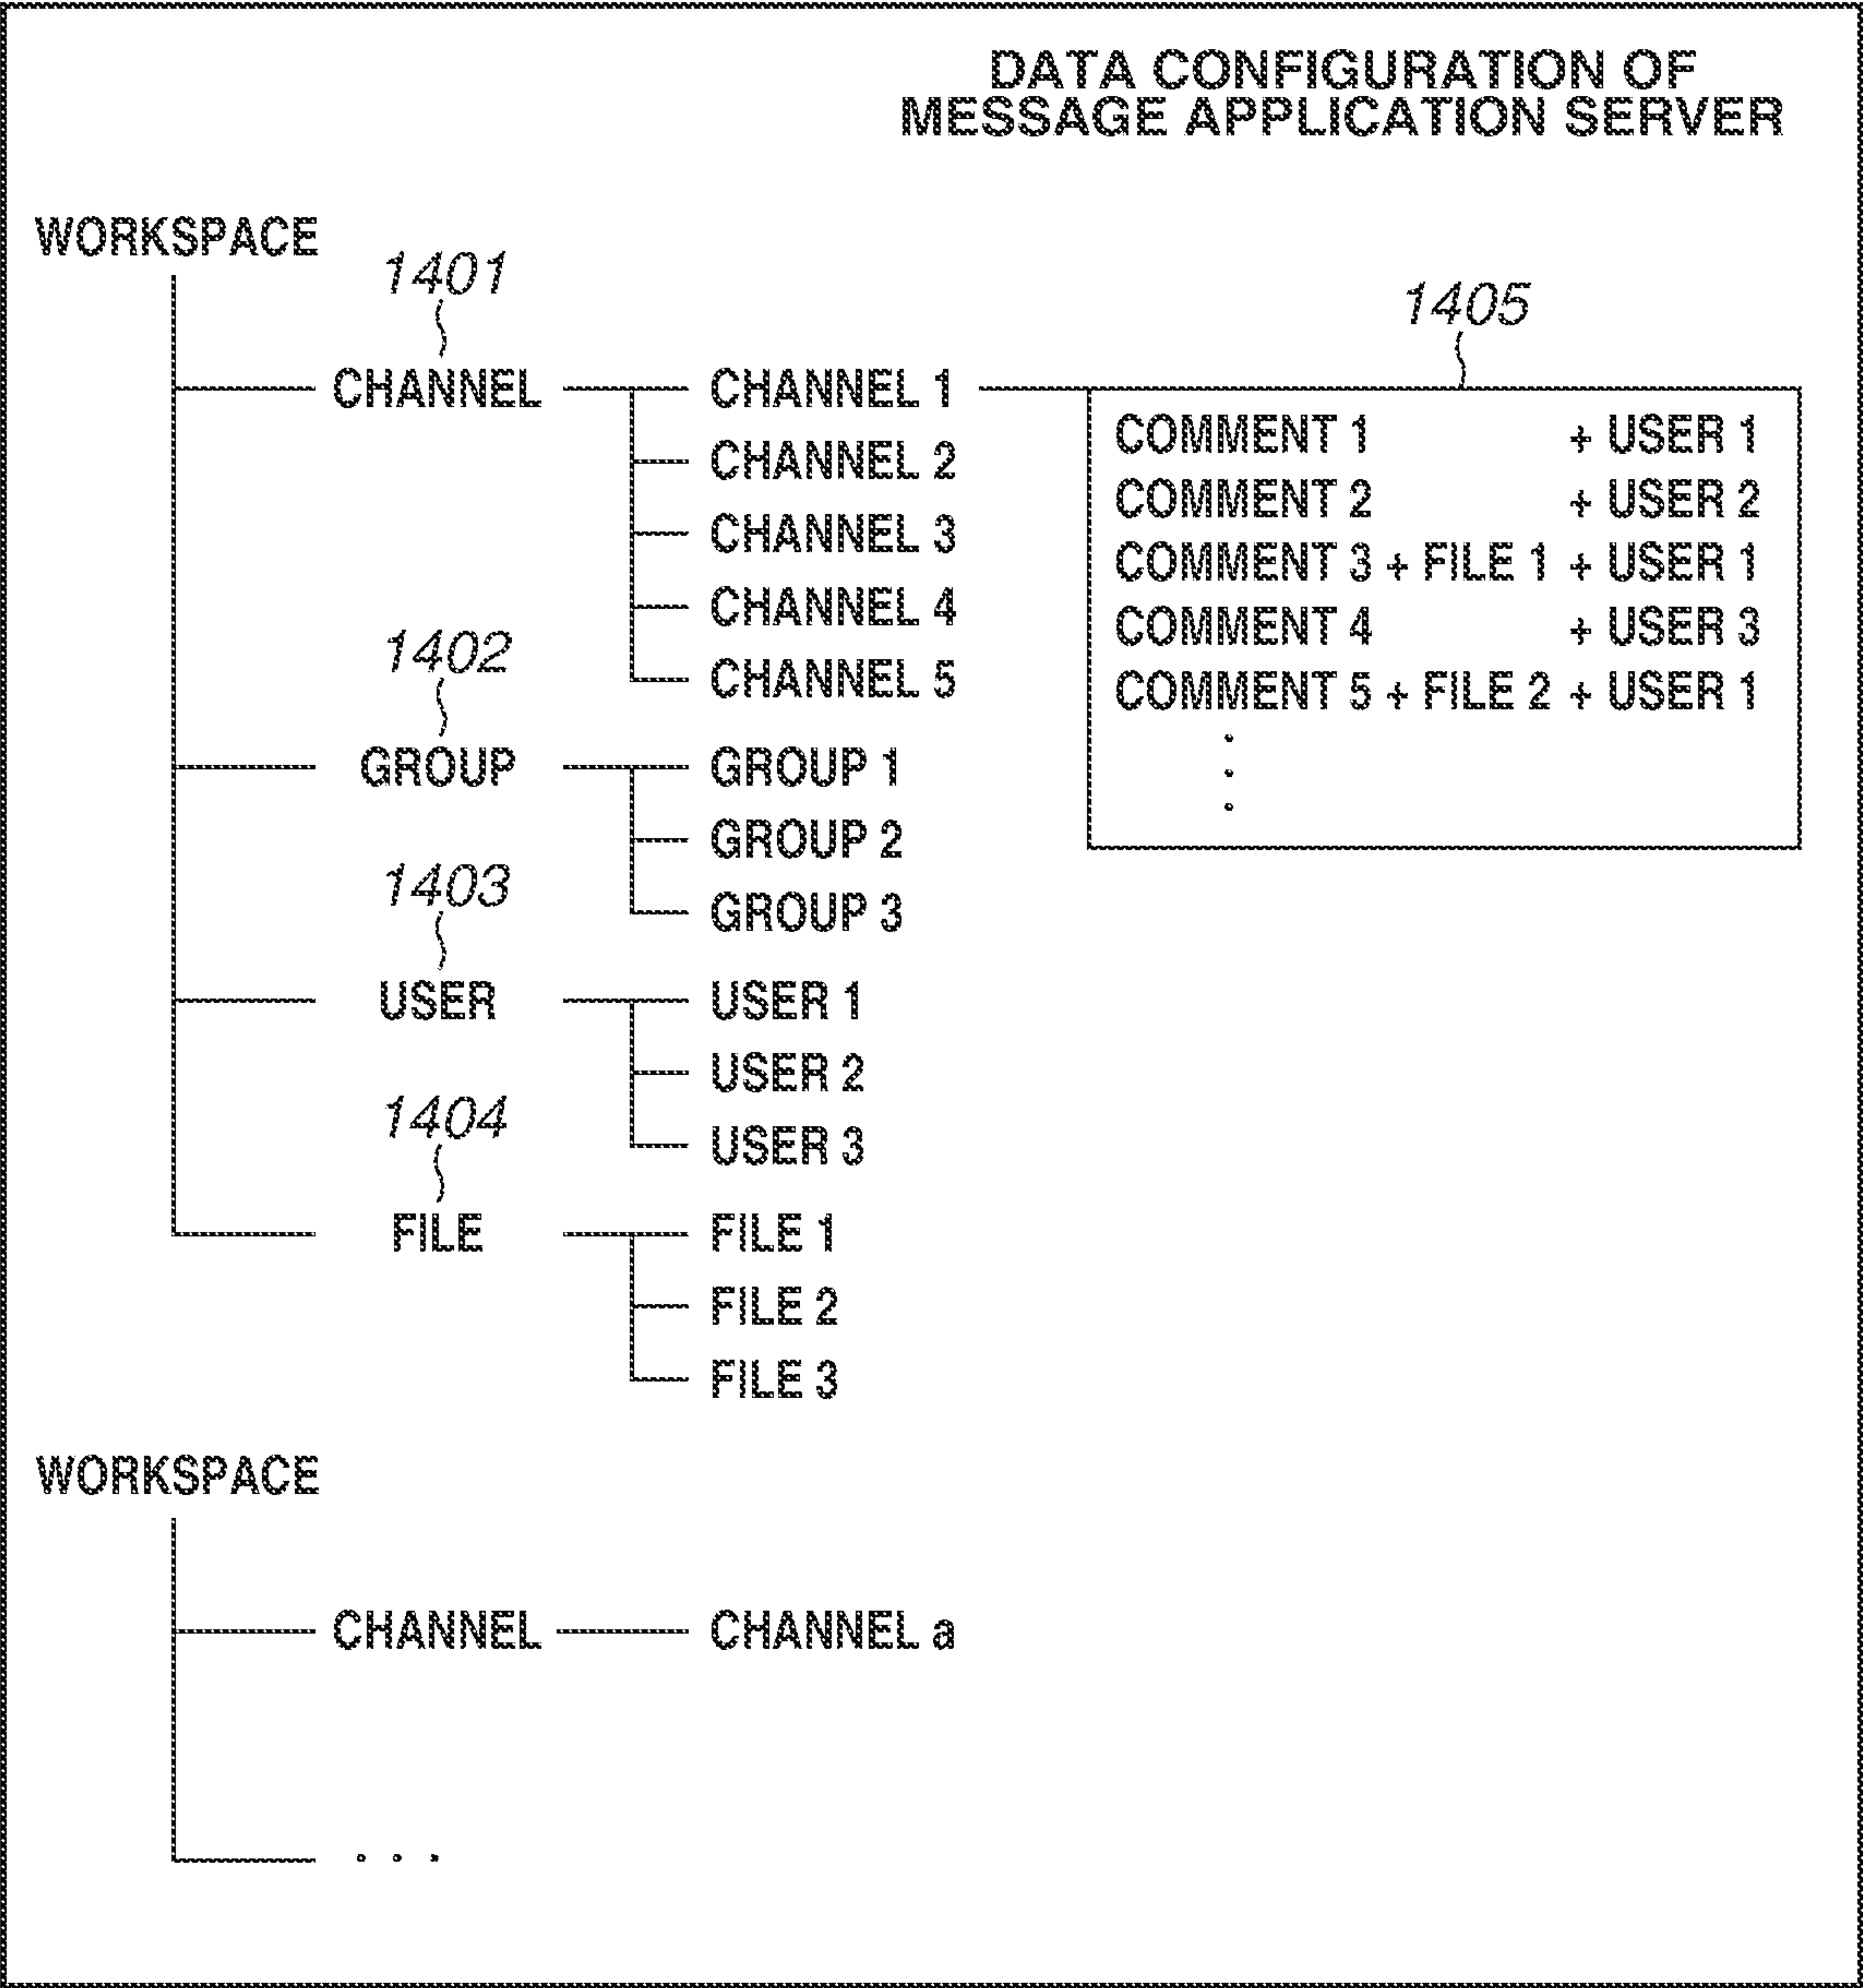 DATA CONFIGURATION OF
MESSAGE APPLICATION SERVER
WORKSPACE
1401
1405
CHANNEL
CHANNEL 1
COMMENT 1 + USER 1
CHANNEL 2
COMMENT 2 + USER 2
CHANNEL 3
COMMENT 3 + FILE 1 + USER 1
CHANNEL 4
COMMENT 4 + USER 3
1402
CHANNEL 5
COMMENT 5 + FILE 2 + USER 1
GROUP
GROUP 1
GROUP 2
1403
GROUP 3
USER
USER 1
USER 2
1404
USER 3
FILE
FILE 1
FILE 2
FILE 3
WORKSPACE
CHANNEL
CHANNEL a
. . .